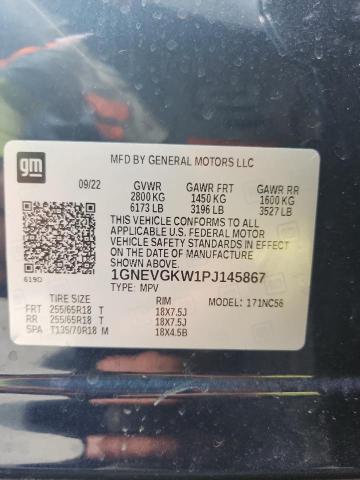 gm
MFD BY GENERAL MOTORS LLC
09/22 GVWR GAWR FRT GAWR RR
2800KG 1450 KG 1600 KG
6173 LB 3196 LB 3527 LB
THIS VEHICLE CONFORMS TO ALL APPLICABLE
U.S. FEDERAL MOTOR VEHICLE SAFETY
STANDARDS IN EFFECT ON THE
DATE OF MANUFACTURE SHOWN ABOVE.
619D 1GNEVGKW1PJ145867
TYPE: MPV
TIRE SIZE RIM MODEL: 1NC56
FRT 255/65R18 T 18X7.5J
RR 255/65R18 T 18X7.5J
SPA T135/70R18 M 18X4.5B